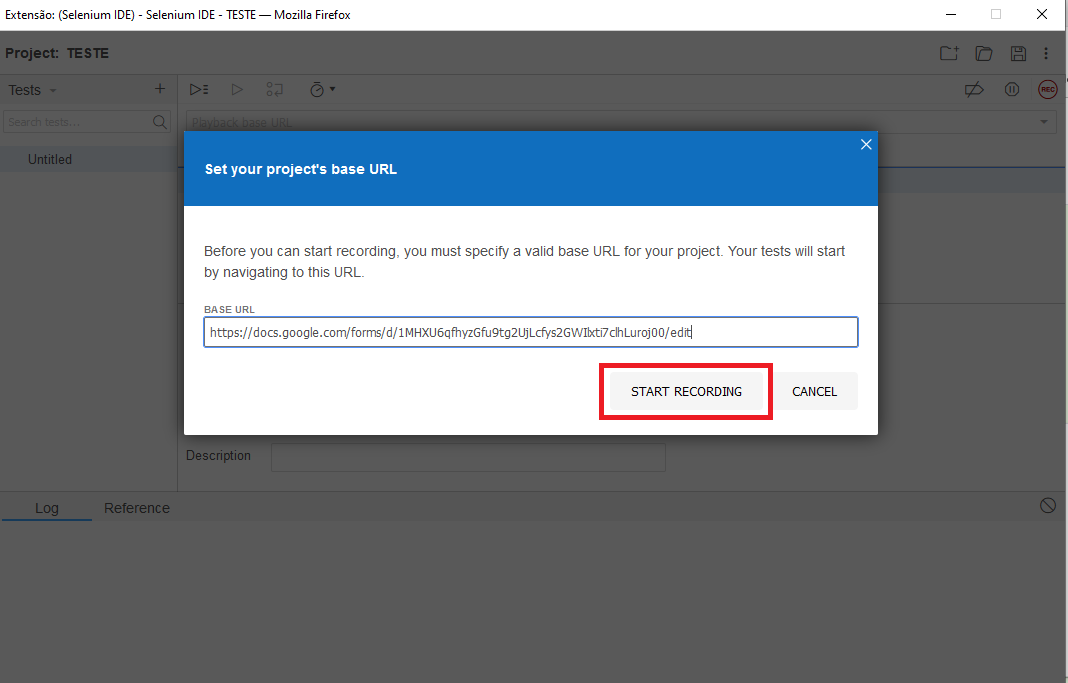 Extensão: (Selenium IDE) - Selenium IDE - TESTE — Mozilla Firefox
Project: TESTE
Tests
REC
Search tests...
Playback base URL
Untitled
Set your project's base URL
Before you can start recording, you must specify a valid base URL for your project. Your tests will start
by navigating to this URL.
BASE URL
https://docs.google.com/forms/d/1MHXU6qfhyzGfu9tg2UjLcfys2GWIlxti7clhLuroj00/edit
START RECORDING
CANCEL
Description
Log
Reference